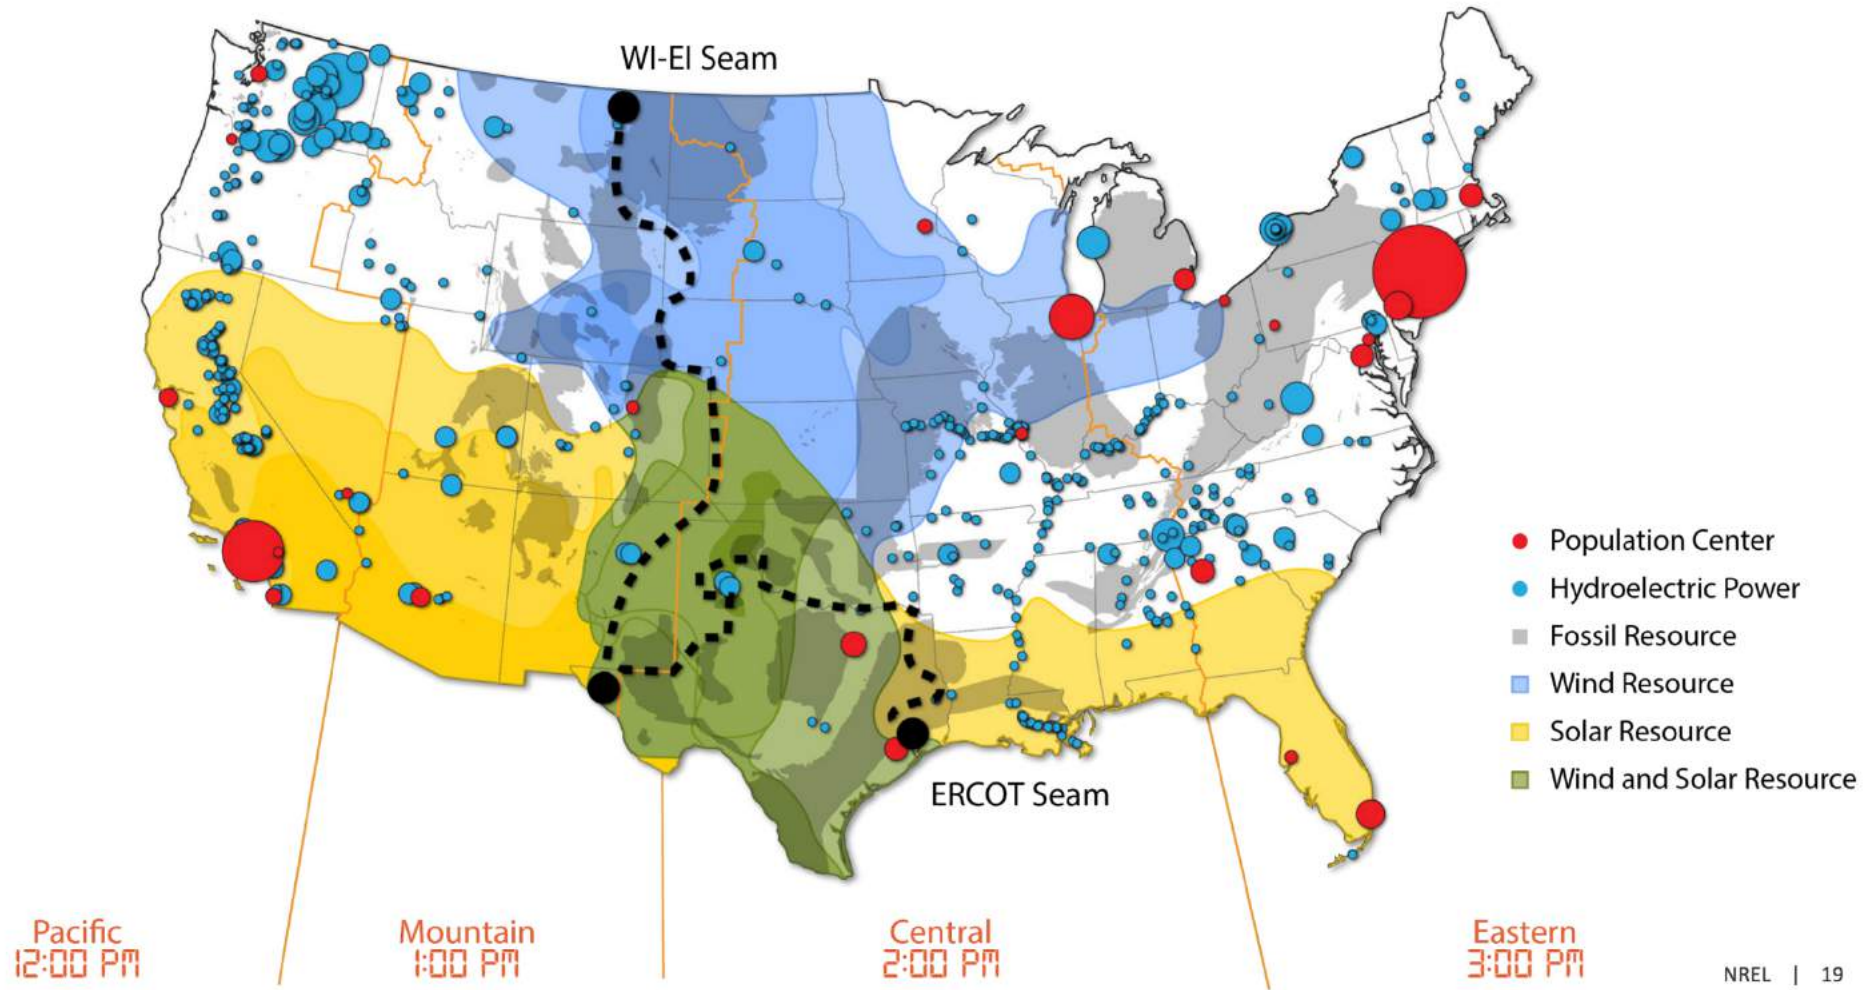 WI-EI Seam
Population Center
Hydroelectric Power
Fossil Resource
Wind Resource
Solar Resource
Wind and Solar Resource
ERCOT Seam
Pacific
12:00 PM
Mountain
1:00 PM
Central
2:00 PM
Eastern
3:00 PM
NREL | 19